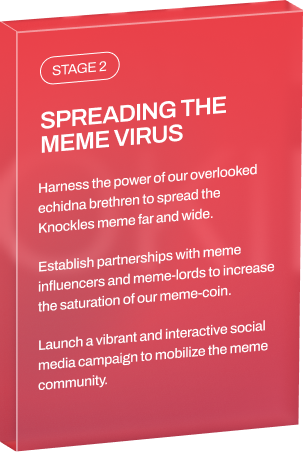 STAGE 2
SPREADING THE
MEME VIRUS
Harness the power of our overlooked
echidna brethren to spread the
Knockles meme far and wide.
Establish partnerships with meme
influencers and meme-lords to increase
the saturation of our meme-coin.
Launch a vibrant and interactive social
media campaign to mobilize the meme
community.